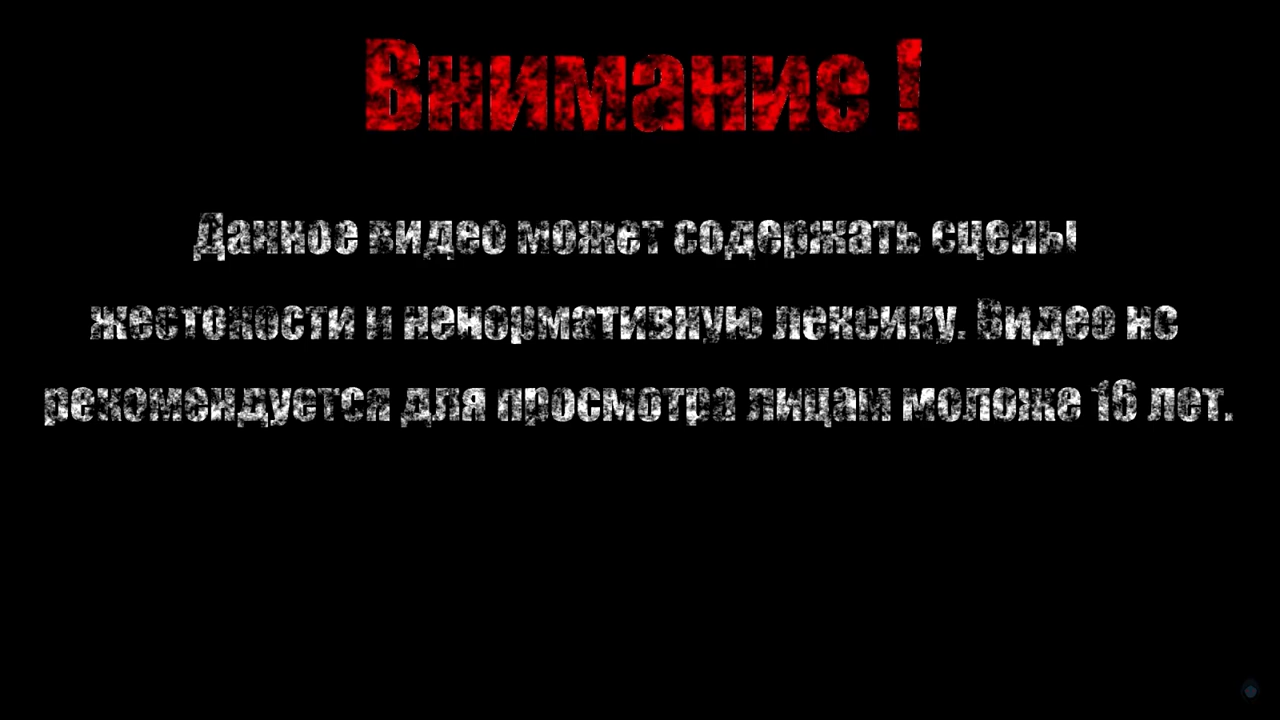 Внимание !
Данное видео может содержать сцены
жестокости и ненормативную лексику. Видео не
рекомендуется для просмотра лицам моложе 16 лет.